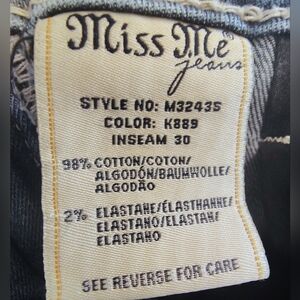 Miss Me
jeans
STYLE NO: M3243S
COLOR: K889
INSEAM 30
98% COTTON/COTON/
ALGODÓN/BAUMWOLLE/
ALGODÃO
2% ELASTANE/ÉLASTHANNE/
ELASTANO/ELASTAN/
ELASTANO
SEE REVERSE FOR CARE